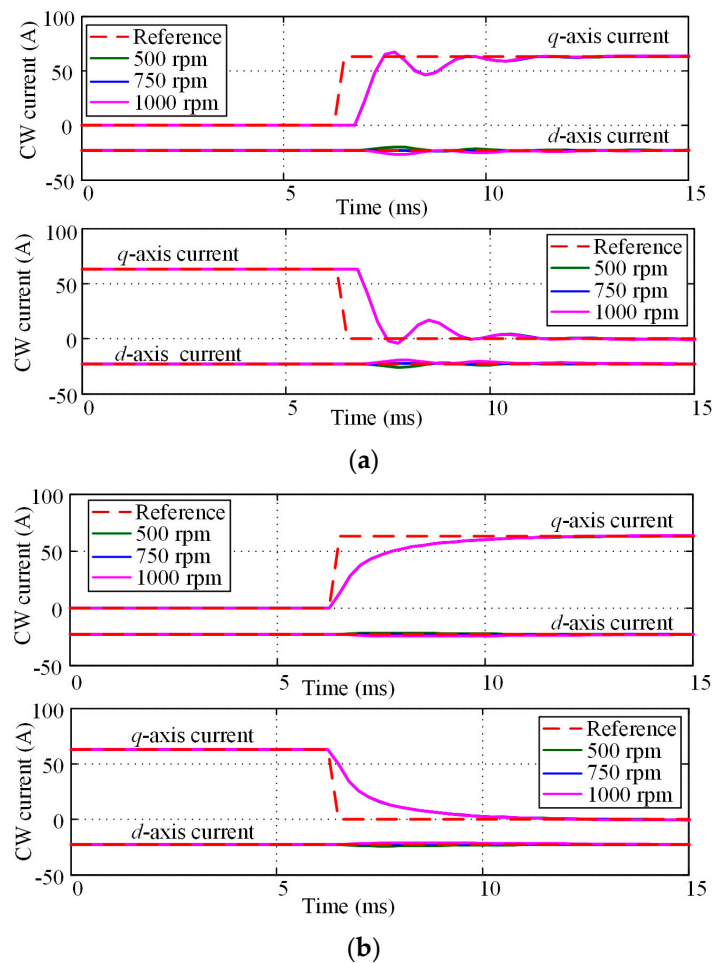 100
50
0
-50
CW current (A)
Reference
500 rpm
750 rpm
1000 rpm
q-axis current
d-axis current
0
5
10
15
Time (ms)
100
50
0
-50
CW current (A)
q-axis current
d-axis current
Reference
500 rpm
750 rpm
1000 rpm
0
5
10
15
Time (ms)
(a)
100
50
0
-50
CW current (A)
Reference
500 rpm
750 rpm
1000 rpm
q-axis current
d-axis current
0
5
10
15
Time (ms)
100
50
0
-50
CW current (A)
q-axis current
d-axis current
Reference
500 rpm
750 rpm
1000 rpm
0
5
10
15
Time (ms)
(b)